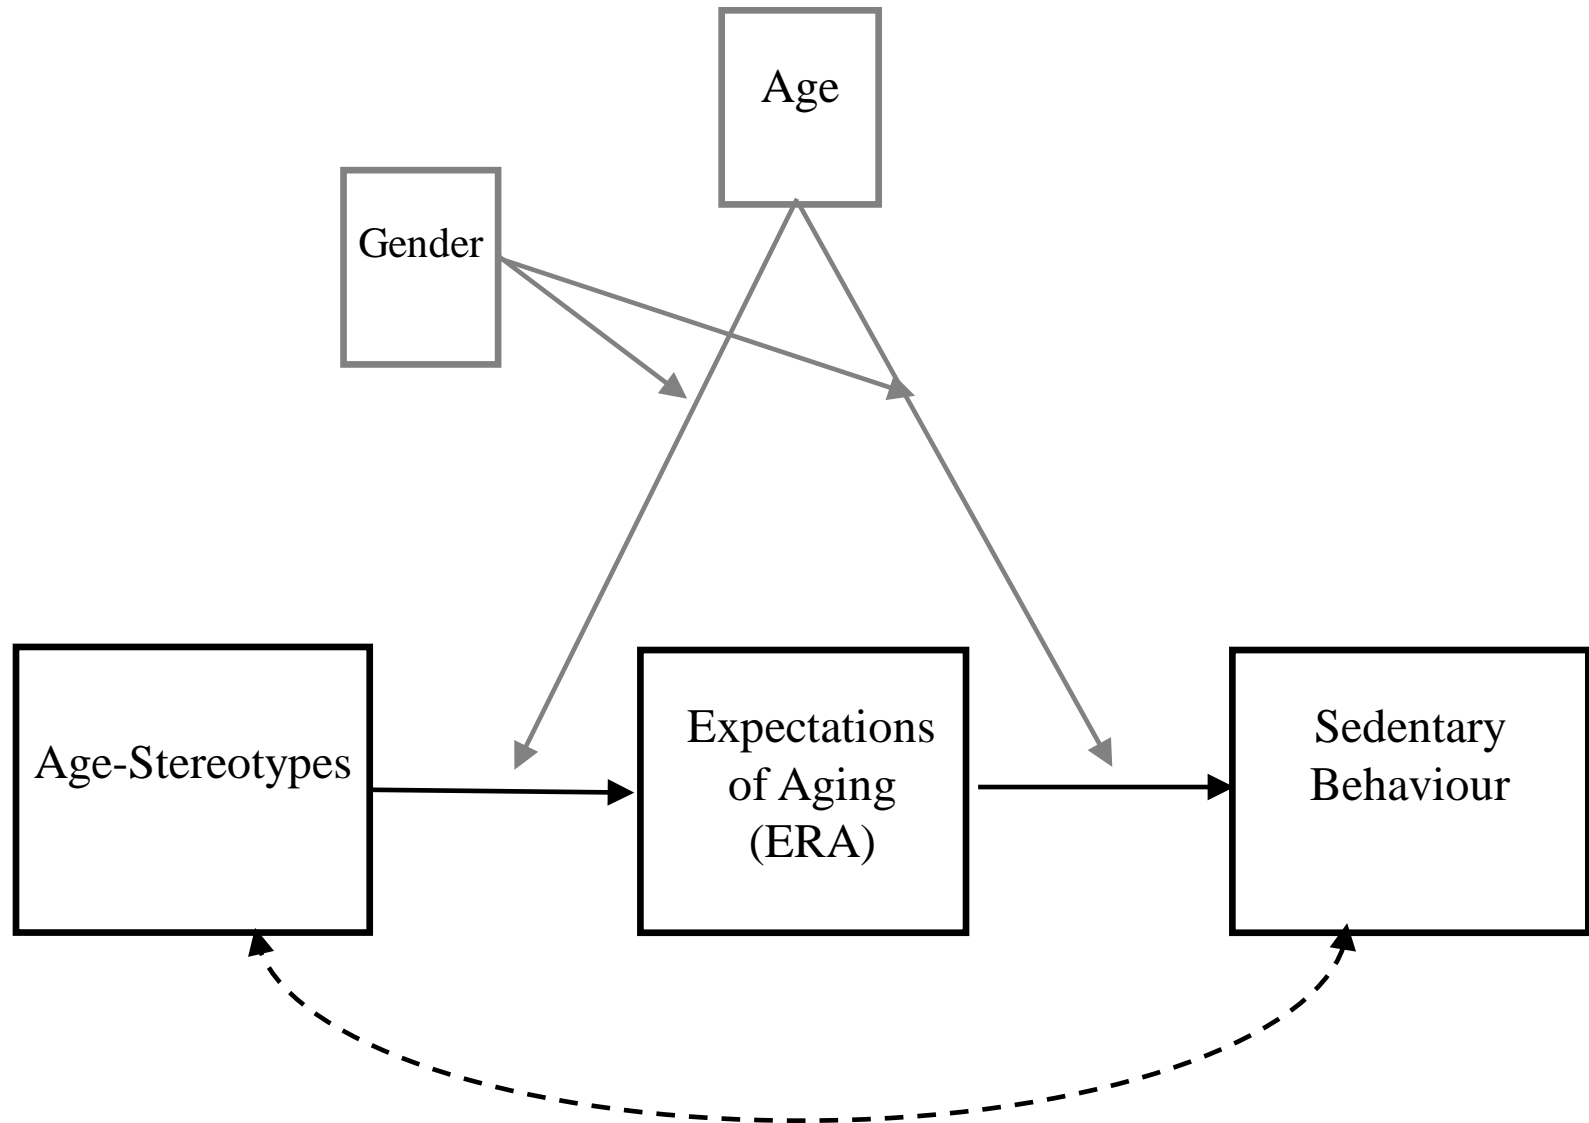 Age
Gender
Age-Stereotypes
Expectations
of Aging
(ERA)
Sedentary
Behaviour